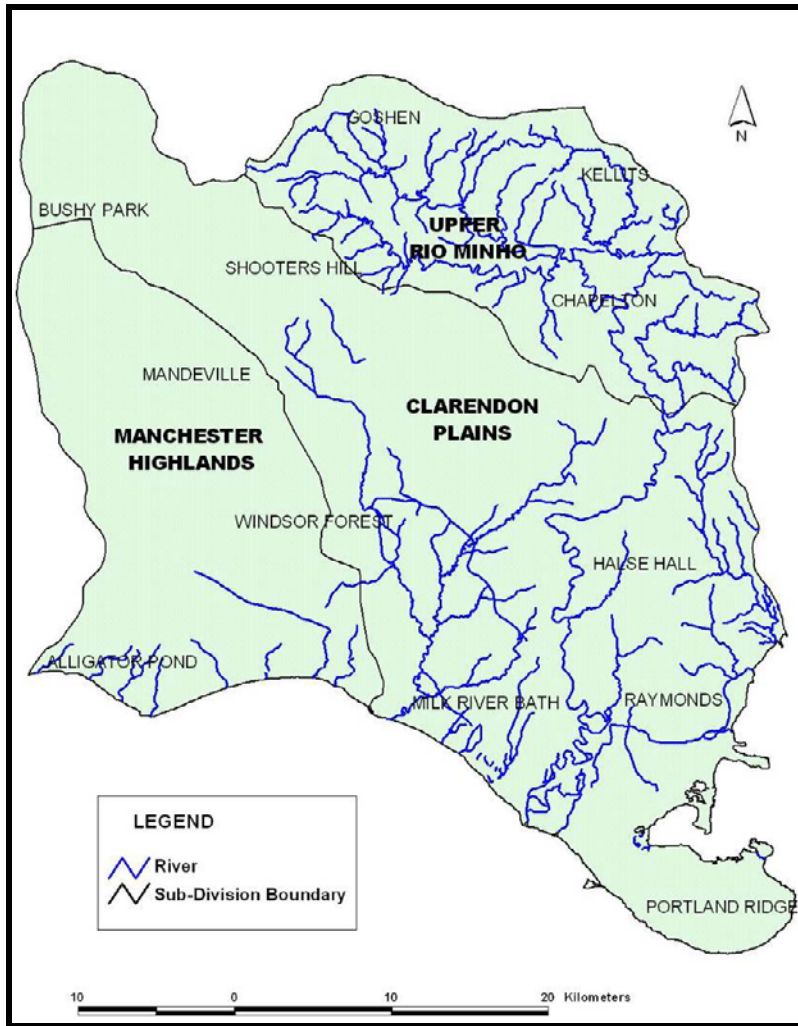 GOSHEN
N
KELLITS
BUSHY PARK
UPPER
RIO MINHO
SHOOTERS HILL
CHAPELTON
MANDEVILLE
CLARENDON
PLAINS
MANCHESTER
HIGHLANDS
WINDSOR FOREST
HALSE HALL
ALLIGATOR POND
MILK RIVER BATH
RAYMONDS
LEGEND
River
Sub-Division Boundary
PORTLAND RIDGE
10 0 10 20 Kilometers